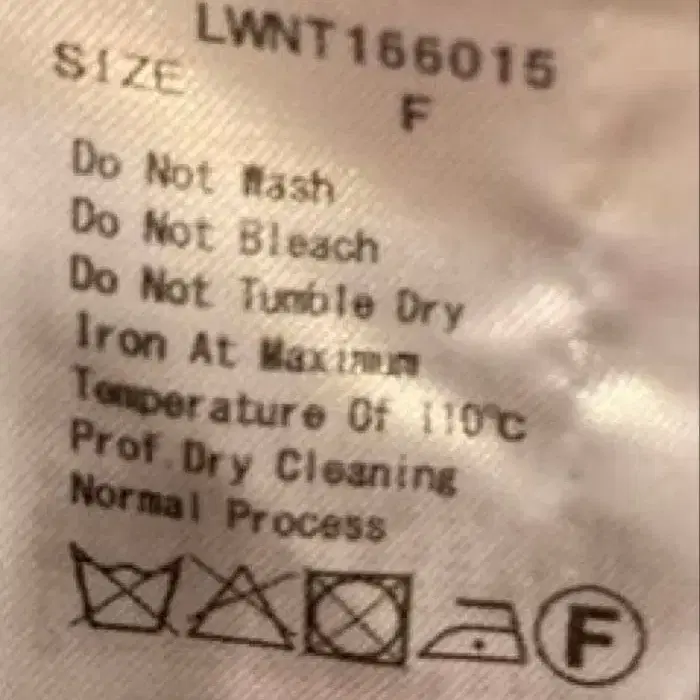 LWNT166015
SIZE F
Do Not Wash
Do Not Bleach
Do Not Tumble Dry
Iron At Maximum
Temperature Of 110℃
Prof.Dry Cleaning
Normal Process
F